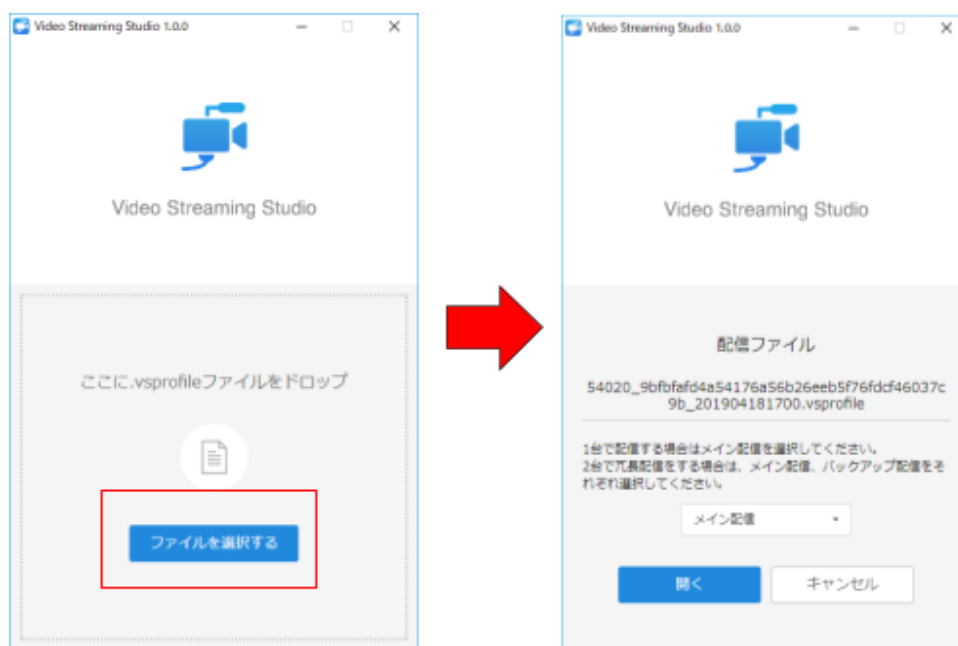 Video Streaming Studio 1.0.0
Video Streaming Studio
ここに.vsprofileファイルをドロップ
ファイルを選択する
Video Streaming Studio 1.0.0
Video Streaming Studio
配信ファイル
54020_9bfbfafd4a54176a56b26eeb5f76fdcf46037c
9b_201904181700.vsprofile
1台で配信する場合はメイン配信を選択してください。
2台で冗長配信をする場合は、メイン配信、バックアップ配信をそ
れぞれ選択してください。
メイン配信
開く
キャンセル